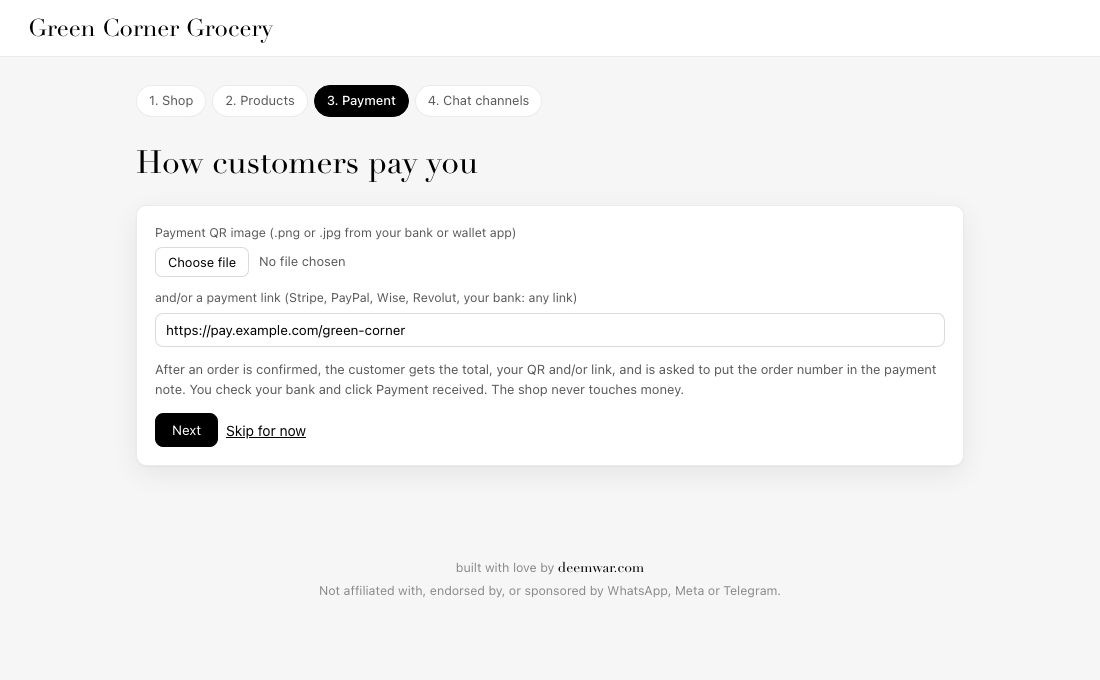 Green Corner Grocery
1. Shop
2. Products
3. Payment
4. Chat channels
How customers pay you
Payment QR image (.png or .jpg from your bank or wallet app)
Choose file
No file chosen
and/or a payment link (Stripe, PayPal, Wise, Revolut, your bank: any link)
https://pay.example.com/green-corner
After an order is confirmed, the customer gets the total, your QR and/or link, and is asked to put the order number in the payment
note. You check your bank and click Payment received. The shop never touches money.
Next
Skip for now
built with love by deemwar.com
Not affiliated with, endorsed by, or sponsored by WhatsApp, Meta or Telegram.